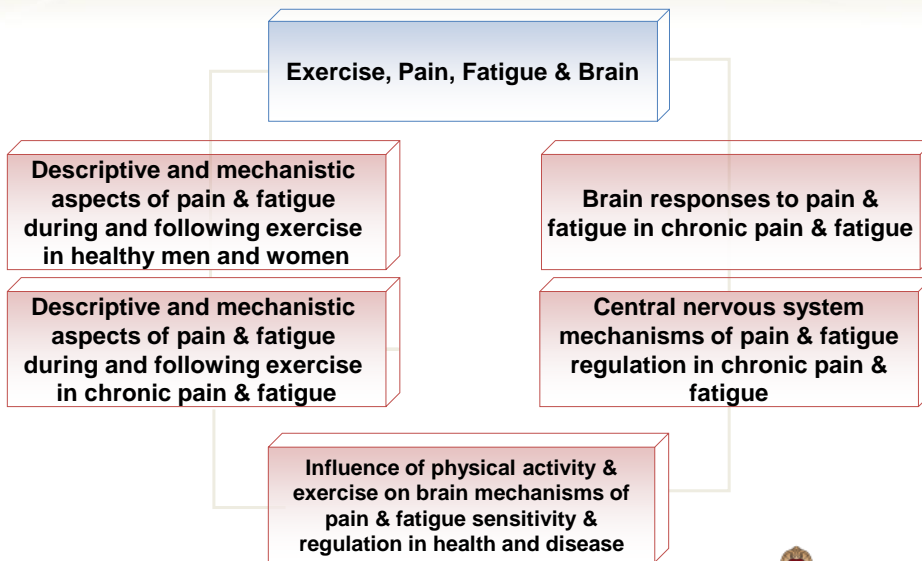 Exercise, Pain, Fatigue & Brain
Descriptive and mechanistic
aspects of pain & fatigue
during and following exercise
in healthy men and women
Descriptive and mechanistic
aspects of pain & fatigue
during and following exercise
in chronic pain & fatigue
Brain responses to pain &
fatigue in chronic pain & fatigue
Central nervous system
mechanisms of pain & fatigue
regulation in chronic pain &
fatigue
Influence of physical activity &
exercise on brain mechanisms of
pain & fatigue sensitivity &
regulation in health and disease